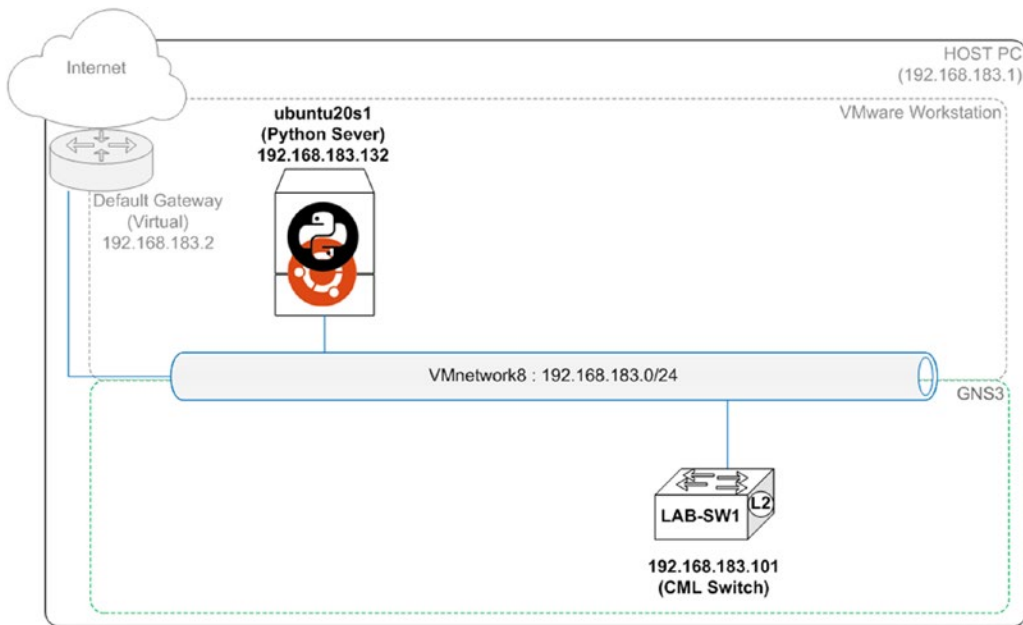 Internet
HOST PC
(192.168.183.1)
VMware Workstation
ubuntu20s1
(Python Sever)
192.168.183.132
Default Gateway
(Virtual)
192.168.183.2
VMnetwork8 : 192.168.183.0/24
GNS3
LAB-SW1
L2
192.168.183.101
(CML Switch)